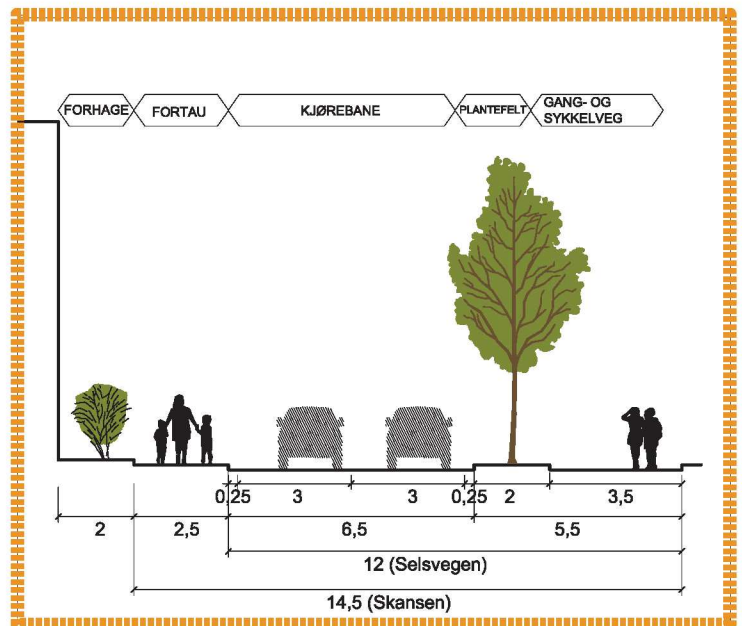 FORHAGE
FORTAU
KJØREBANE
PLANTEFELT
GANG- OG
SYKKELVEG
0,25 3 3 0,25 2 3,5
2 2,5 6,5 5,5
12 (Selsvegen)
14,5 (Skansen)